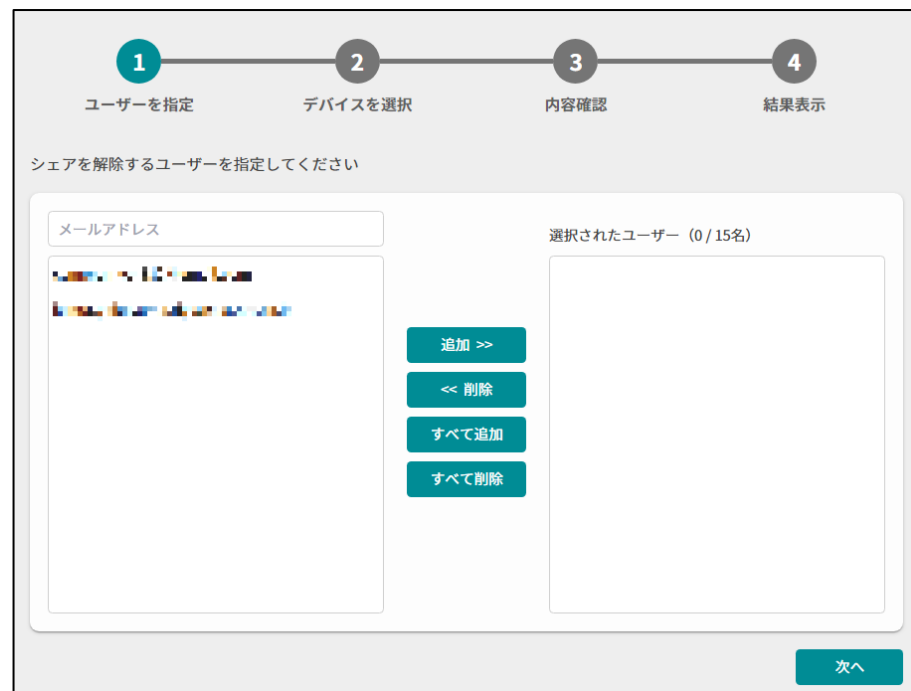 1
2
3
4
ユーザーを指定
デバイスを選択
内容確認
結果表示
シェアを解除するユーザーを指定してください
メールアドレス
選択されたユーザー（0 / 15名）
追加 >>
<< 削除
すべて追加
すべて削除
次へ